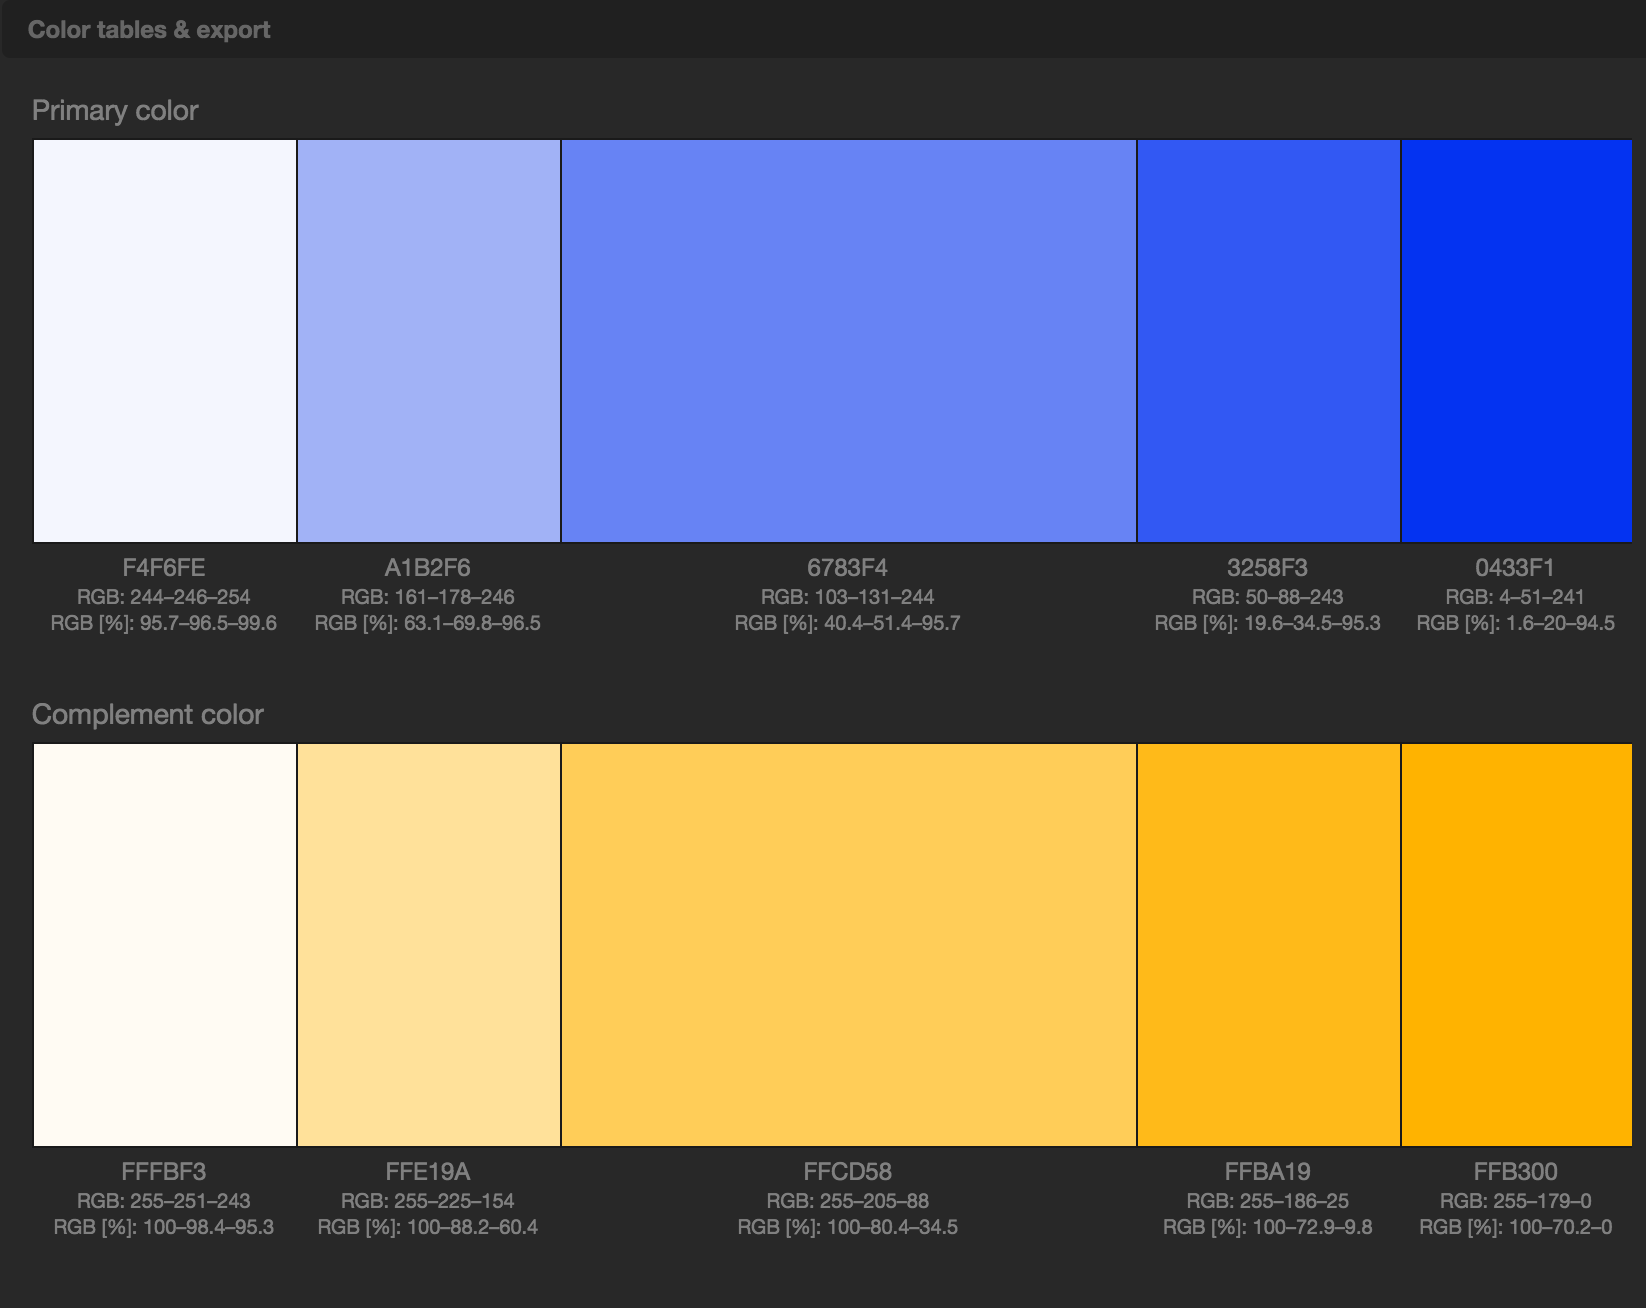 Color tables & export
Primary color
F4F6FE
RGB: 244–246–254
RGB [%]: 95.7–96.5–99.6
A1B2F6
RGB: 161–178–246
RGB [%]: 63.1–69.8–96.5
6783F4
RGB: 103–131–244
RGB [%]: 40.4–51.4–95.7
3258F3
RGB: 50–88–243
RGB [%]: 19.6–34.5–95.3
0433F1
RGB: 4–51–241
RGB [%]: 1.6–20–94.5
Complement color
FFFBF3
RGB: 255–251–243
RGB [%]: 100–98.4–95.3
FFE19A
RGB: 255–225–154
RGB [%]: 100–88.2–60.4
FFCD58
RGB: 255–205–88
RGB [%]: 100–80.4–34.5
FFBA19
RGB: 255–186–25
RGB [%]: 100–72.9–9.8
FFB300
RGB: 255–179–0
RGB [%]: 100–70.2–0